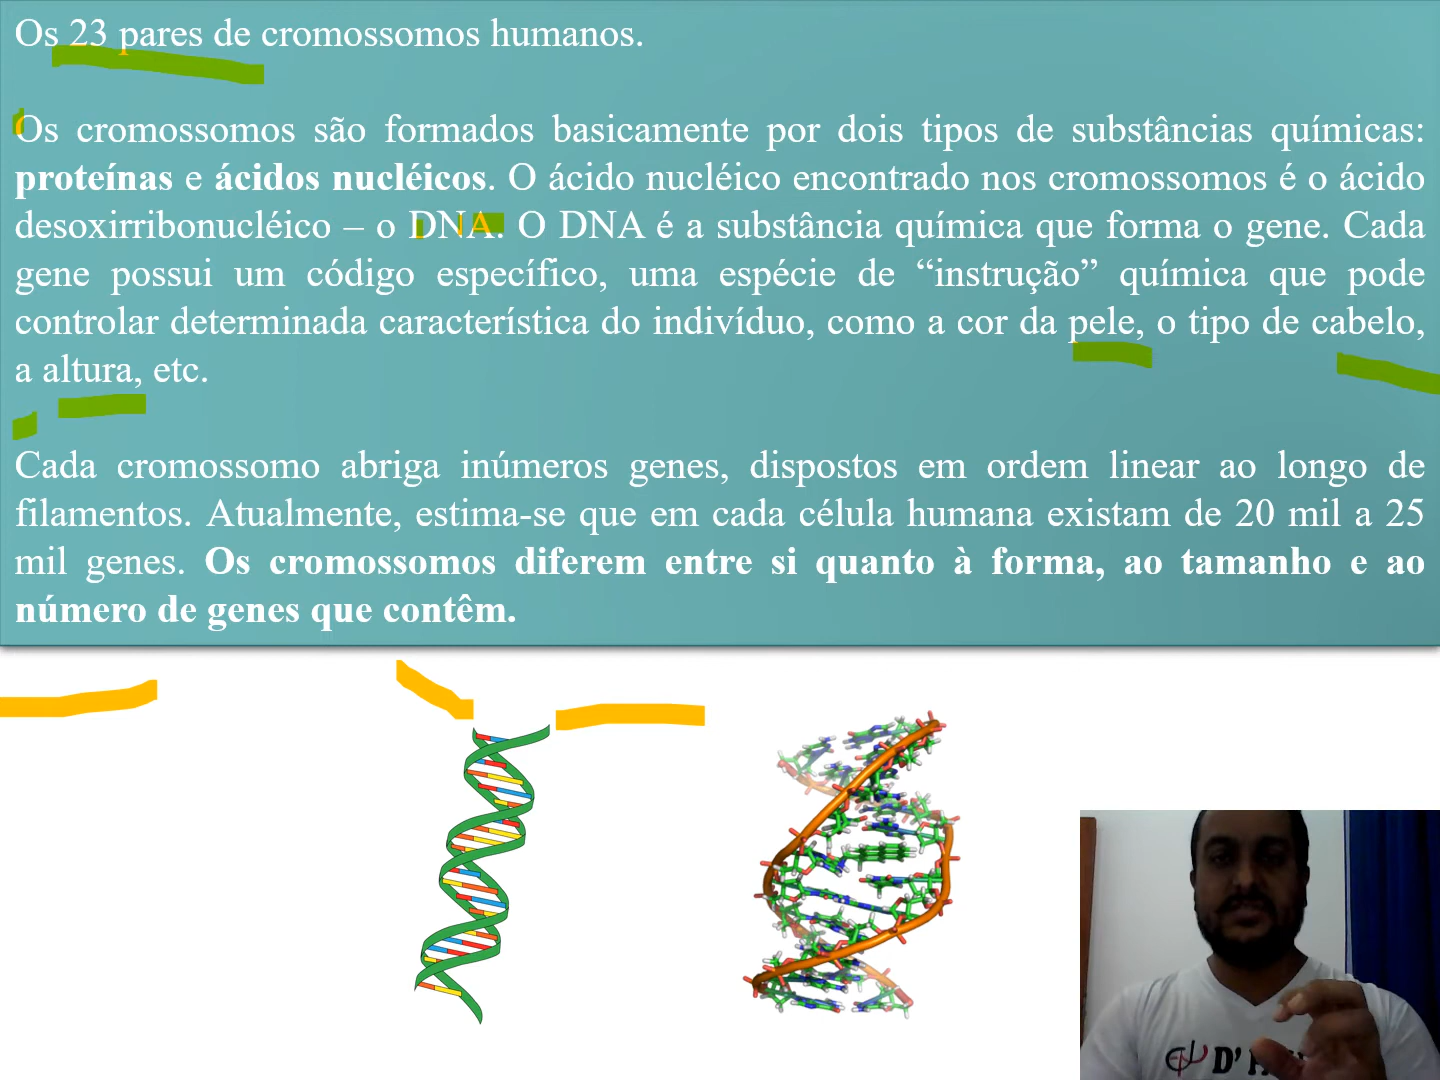 Os 23 pares de cromossomos humanos.
Os cromossomos são formados basicamente por dois tipos de substâncias químicas:
proteínas e ácidos nucléicos. O ácido nucléico encontrado nos cromossomos é o ácido
desoxirribonucléico – o DNA. O DNA é a substância química que forma o gene. Cada
gene possui um código específico, uma espécie de “instrução” química que pode
controlar determinada característica do indivíduo, como a cor da pele, o tipo de cabelo,
a altura, etc.
Cada cromossomo abriga inúmeros genes, dispostos em ordem linear ao longo de
filamentos. Atualmente, estima-se que em cada célula humana existam de 20 mil a 25
mil genes. Os cromossomos diferem entre si quanto à forma, ao tamanho e ao
número de genes que contêm.